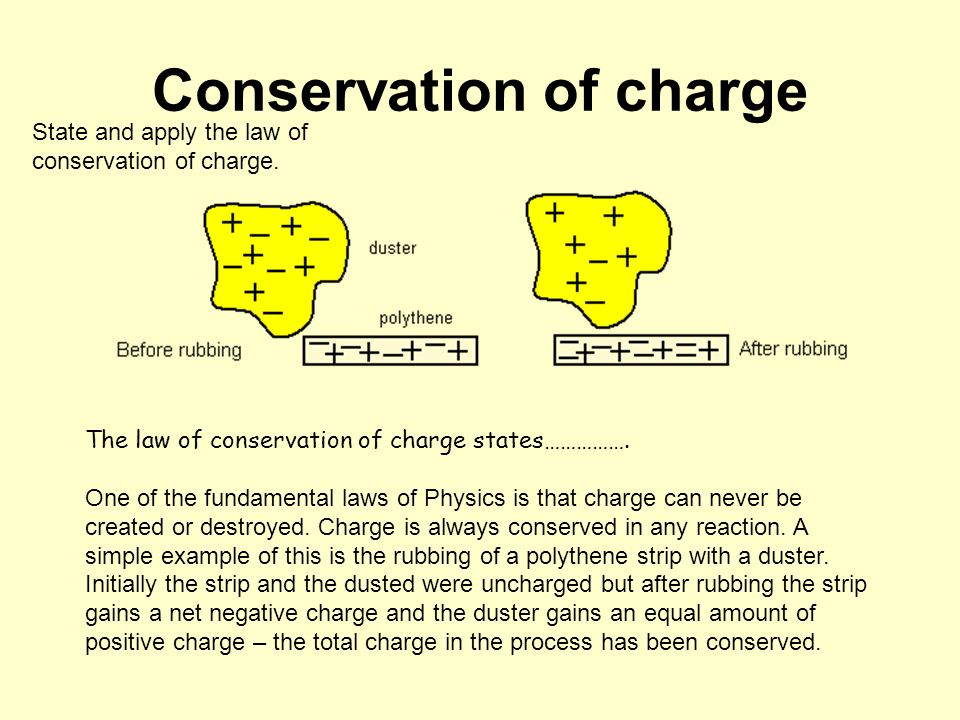 Conservation of charge
State and apply the law of
conservation of charge.
duster
polythene
Before rubbing
After rubbing
The law of conservation of charge states…………….
One of the fundamental laws of Physics is that charge can never be
created or destroyed. Charge is always conserved in any reaction. A
simple example of this is the rubbing of a polythene strip with a duster.
Initially the strip and the dusted were uncharged but after rubbing the strip
gains a net negative charge and the duster gains an equal amount of
positive charge – the total charge in the process has been conserved.